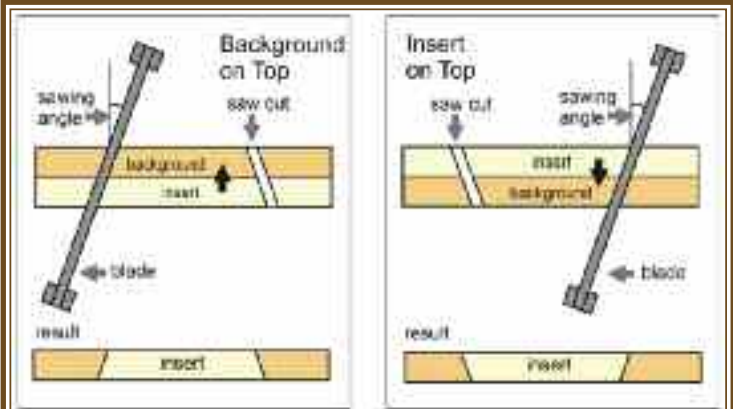 Background
on Top
sawing
angle
saw cut
background
insert
blade
result
insert
Insert
on Top
saw cut
sawing
angle
insert
background
blade
result
insert